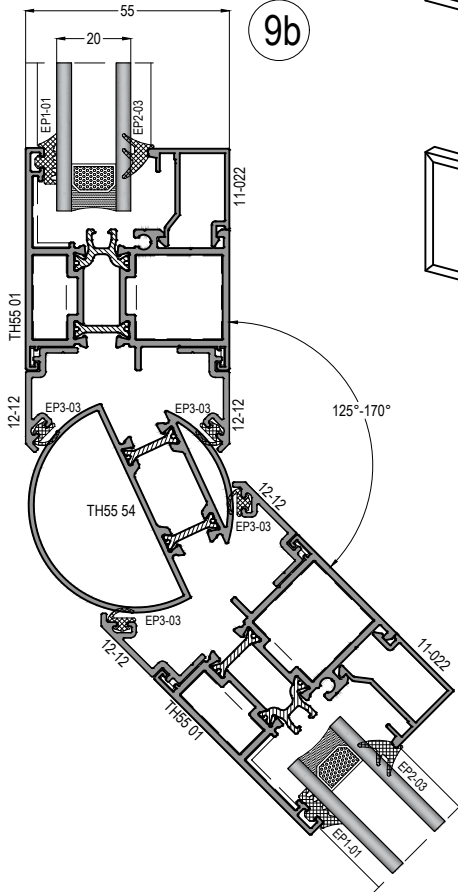 55
9b
20
EP1-01
EP2-03
11-022
TH55 01
12-12
EP3-03
EP3-03
12-12
125°-170°
TH55 54
12-12
EP3-03
EP3-03
12-12
TH55 01
11-022
EP2-03
EP1-01